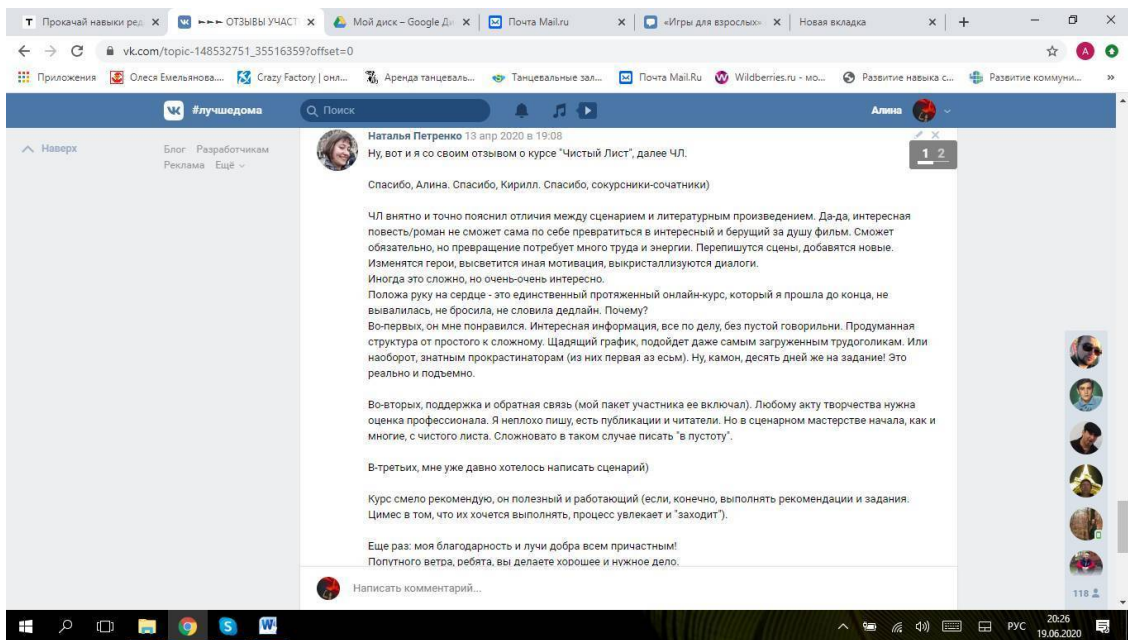 Прокачай навыки ред
►►► ОТЗЫВЫ УЧАСТ
Мой диск – Google Ди
Почта Mail.ru
«Игры для взрослых»
Новая вкладка
vk.com/topic-148532751_35516359?offset=0
A
Приложения
Олеся Емельянова....
Crazy Factory | онл...
Аренда танцеваль...
Танцевальные зал...
Почта Mail.Ru
Wildberries.ru - мо...
Развитие навыка с...
Развитие коммуни...
»
#лучшедома
Поиск
Алина
Наверх
Блог Разработчикам
Реклама Ещё
1 2
Наталья Петренко 13 апр 2020 в 19:08
Ну, вот и я со своим отзывом о курсе "Чистый Лист", далее ЧЛ.
Спасибо, Алина. Спасибо, Кирилл. Спасибо, сокурсники-сочатники)
ЧЛ внятно и точно пояснил отличия между сценарием и литературным произведением. Да-да, интересная
повесть/роман не сможет сама по себе превратиться в интересный и берущий за душу фильм. Сможет
обязательно, но превращение потребует много труда и энергии. Перепишутся сцены, добавятся новые.
Изменятся герои, высветится иная мотивация, выкристаллизуются диалоги.
Иногда это сложно, но очень-очень интересно.
Положа руку на сердце - это единственный протяженный онлайн-курс, который я прошла до конца, не
вывалилась, не бросила, не словила дедлайн. Почему?
Во-первых, он мне понравился. Интересная информация, все по делу, без пустой говорильни. Продуманная
структура от простого к сложному. Щадящий график, подойдет даже самым загруженным трудоголикам. Или
наоборот, знатным прокрастинаторам (из них первая аз есьм). Ну, камон, десять дней же на задание! Это
реально и подъемно.
Во-вторых, поддержка и обратная связь (мой пакет участника ее включал). Любому акту творчества нужна
оценка профессионала. Я неплохо пишу, есть публикации и читатели. Но в сценарном мастерстве начала, как и
многие, с чистого листа. Сложновато в таком случае писать "в пустоту".
В-третьих, мне уже давно хотелось написать сценарий)
Курс смело рекомендую, он полезный и работающий (если, конечно, выполнять рекомендации и задания.
Цимес в том, что их хочется выполнять, процесс увлекает и "заходит").
Еще раз: моя благодарность и лучи добра всем причастным!
Попутного ветра, ребята, вы делаете хорошее и нужное дело.
Написать комментарий...
118
РУС
20:26
19.06.2020